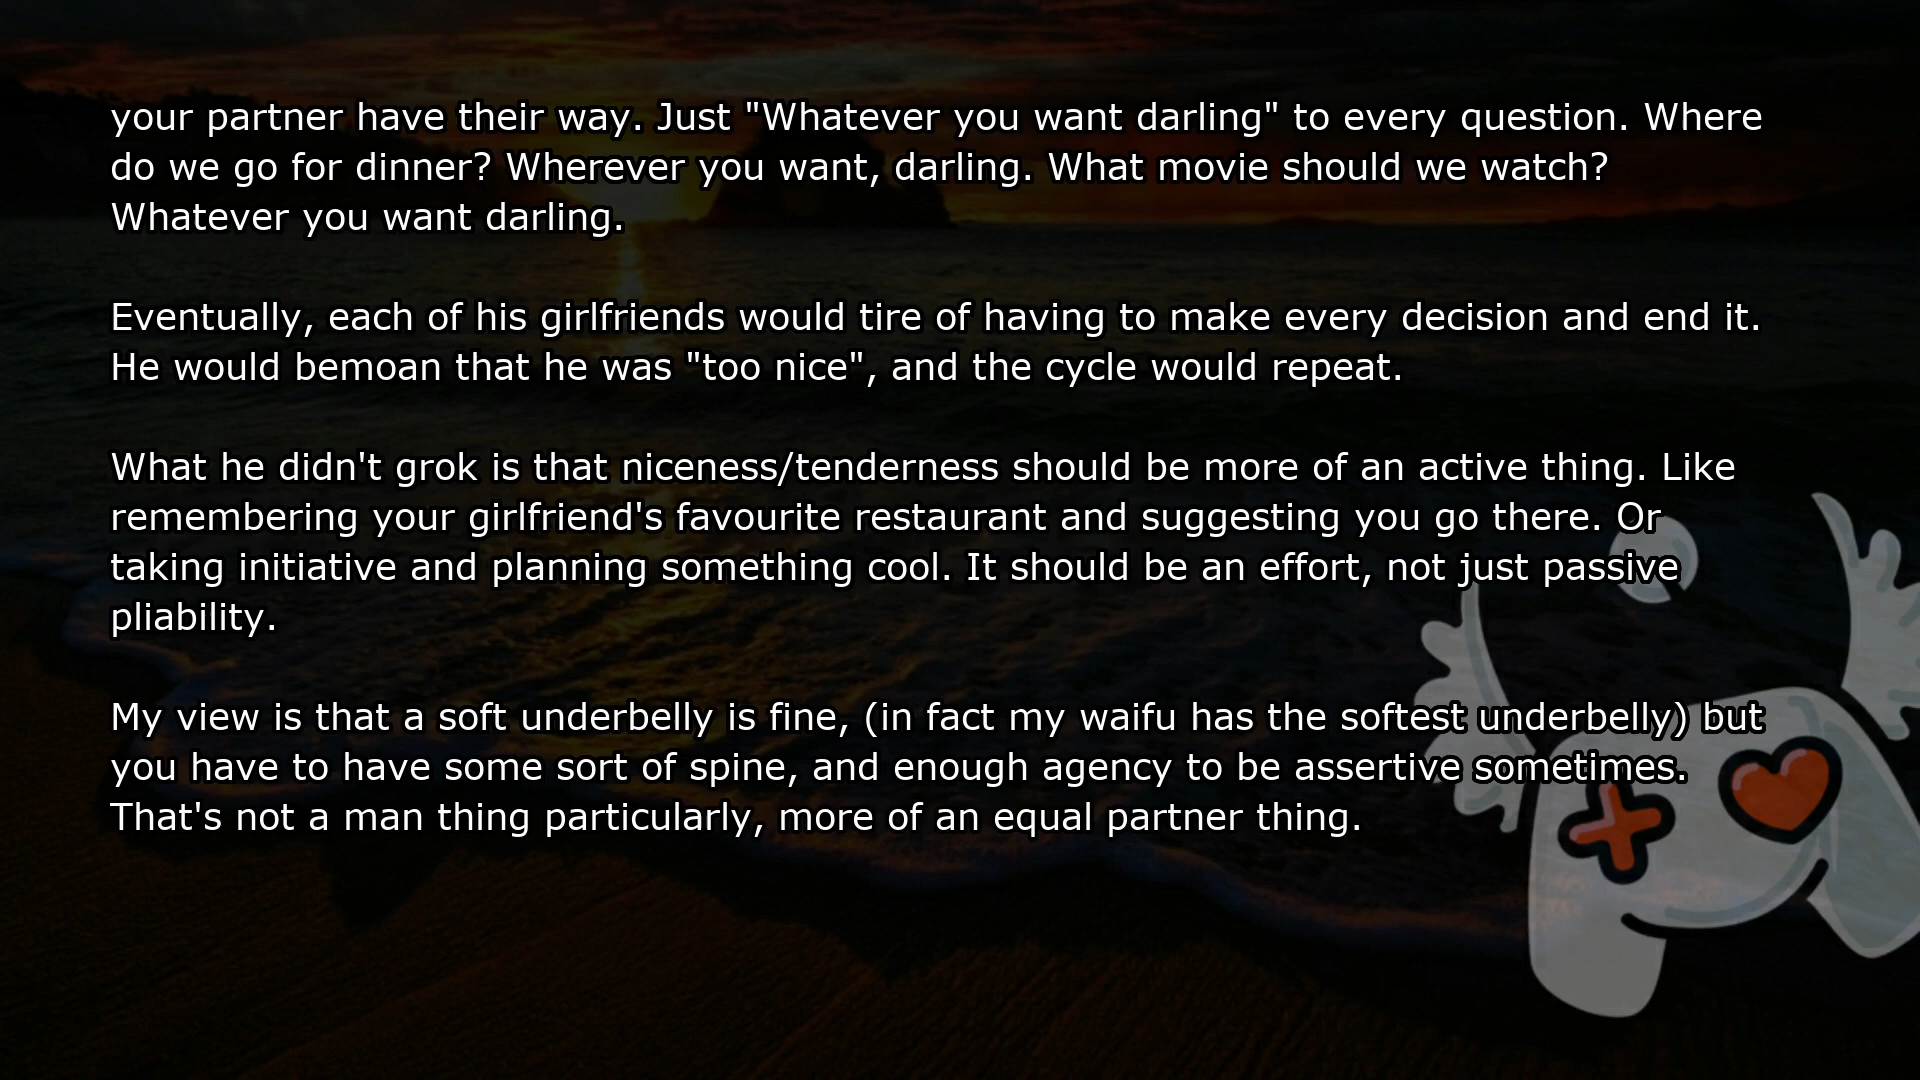 your partner have their way. Just "Whatever you want darling" to every question. Where
do we go for dinner? Wherever you want, darling. What movie should we watch?
Whatever you want darling.
Eventually, each of his girlfriends would tire of having to make every decision and end it.
He would bemoan that he was "too nice", and the cycle would repeat.
What he didn't grok is that niceness/tenderness should be more of an active thing. Like
remembering your girlfriend's favourite restaurant and suggesting you go there. Or
taking initiative and planning something cool. It should be an effort, not just passive
pliability.
My view is that a soft underbelly is fine, (in fact my waifu has the softest underbelly) but
you have to have some sort of spine, and enough agency to be assertive sometimes.
That's not a man thing particularly, more of an equal partner thing.